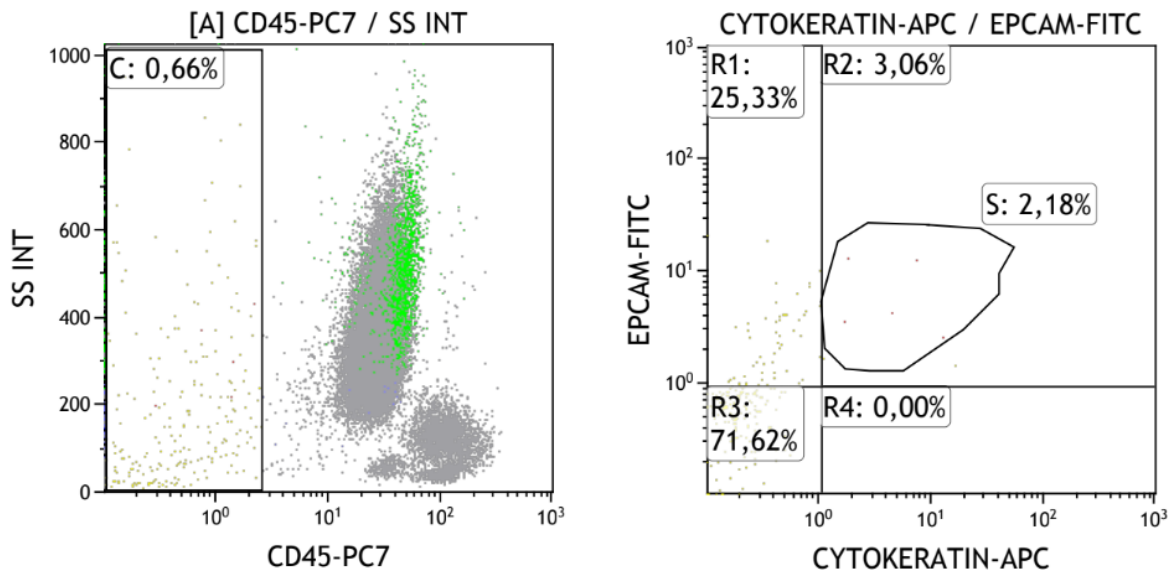 [A] CD45-PC7 / SS INT
C: 0,66%
1000
800
600
400
200
0
SS INT
10⁰
10¹
10²
10³
CD45-PC7
CYTOKERATIN-APC / EPCAM-FITC
R1:
25,33%
R2: 3,06%
S: 2,18%
R3:
71,62%
R4: 0,00%
10³
10²
10¹
10⁰
EPCAM-FITC
10⁰
10¹
10²
10³
CYTOKERATIN-APC